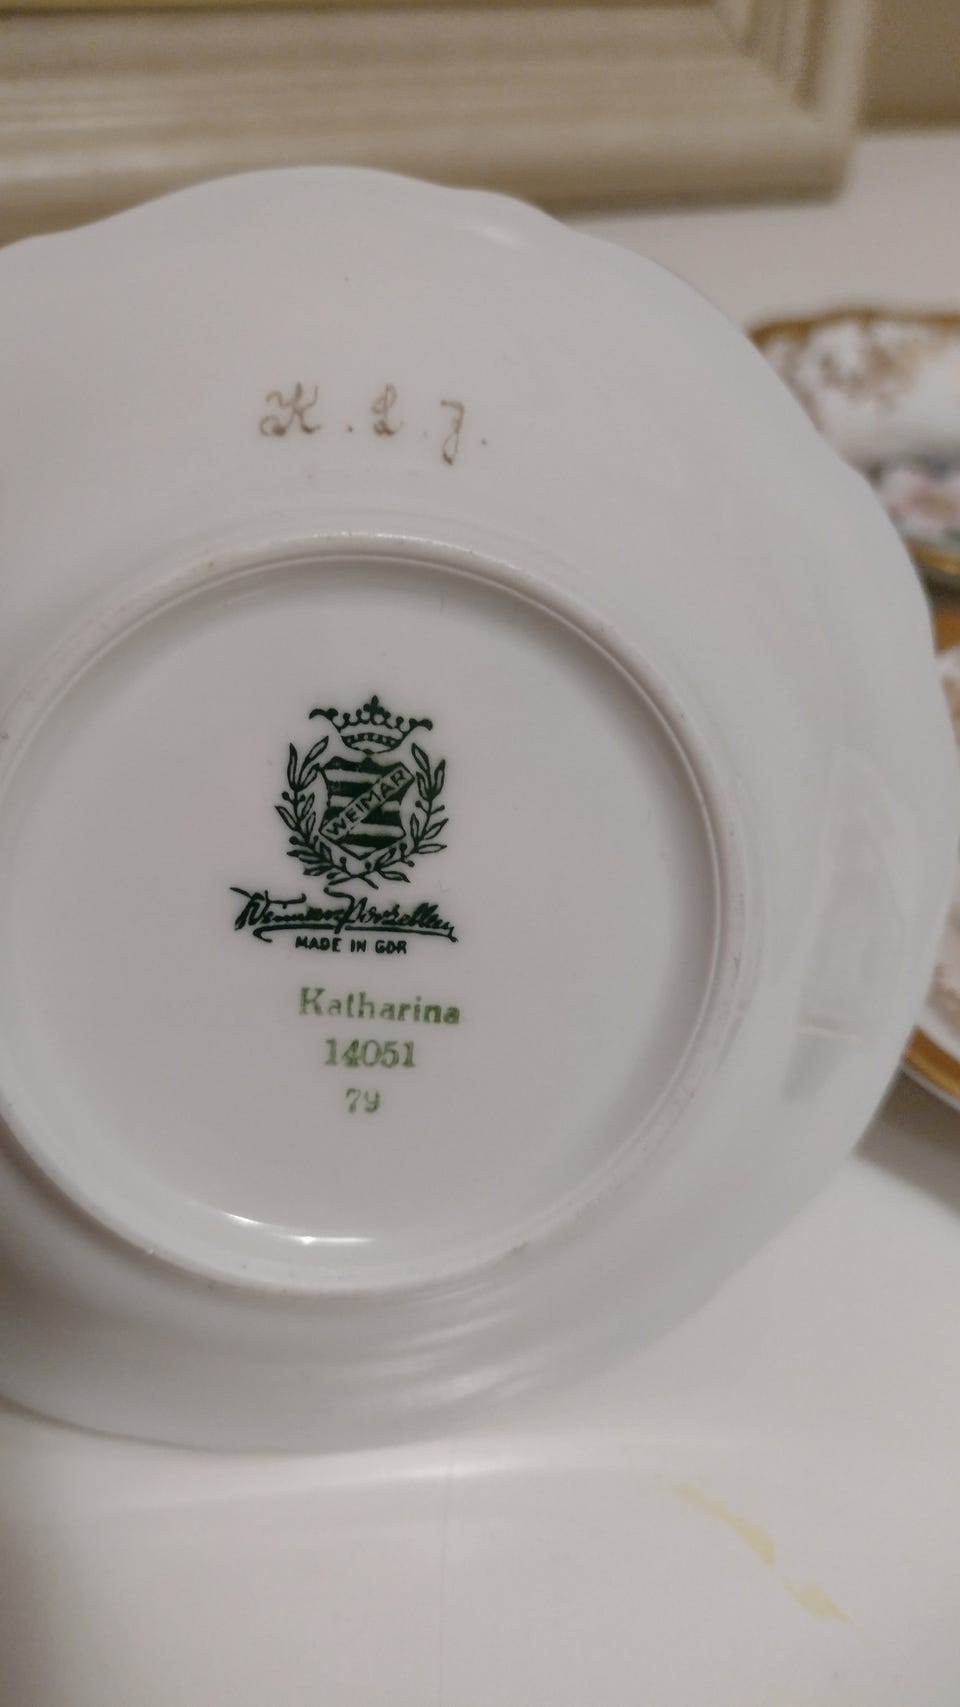 K. L. J.
WEIMAR
Weimar Porzellan
MADE IN GDR
Katharina
14051
79